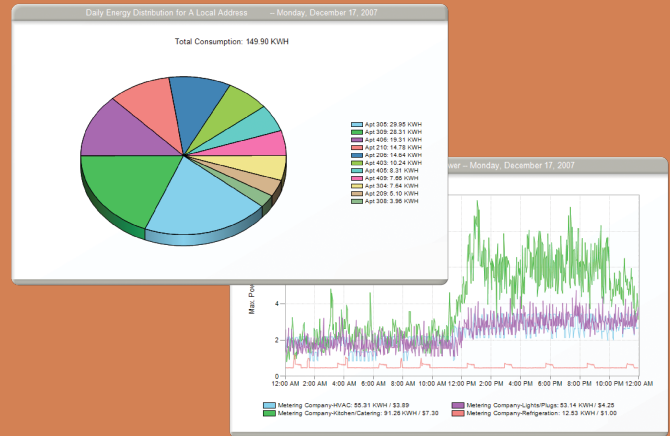 Daily Energy Distribution for A Local Address – Monday, December 17, 2007
Total Consumption: 149.90 KWH
Apt 305: 29.95 KWH
Apt 309: 28.31 KWH
Apt 406: 19.31 KWH
Apt 210: 14.78 KWH
Apt 206: 14.64 KWH
Apt 403: 10.24 KWH
Apt 405: 8.31 KWH
Apt 409: 7.66 KWH
Apt 304: 7.64 KWH
Apt 209: 5.10 KWH
Apt 308: 3.96 KWH
wer – Monday, December 17, 2007
Max. Pow
4
2
0
12:00 AM 2:00 AM 4:00 AM 6:00 AM 8:00 AM 10:00 AM 12:00 PM 2:00 PM 4:00 PM 6:00 PM 8:00 PM 10:00 PM 12:00 AM
Metering Company-HVAC: 55.31 KWH / $3.89 Metering Company-Lights/Plugs: 53.14 KWH / $4.25
Metering Company-Kitchen/Catering: 91.26 KWH / $7.30 Metering Company-Refrigeration: 12.53 KWH / $1.00